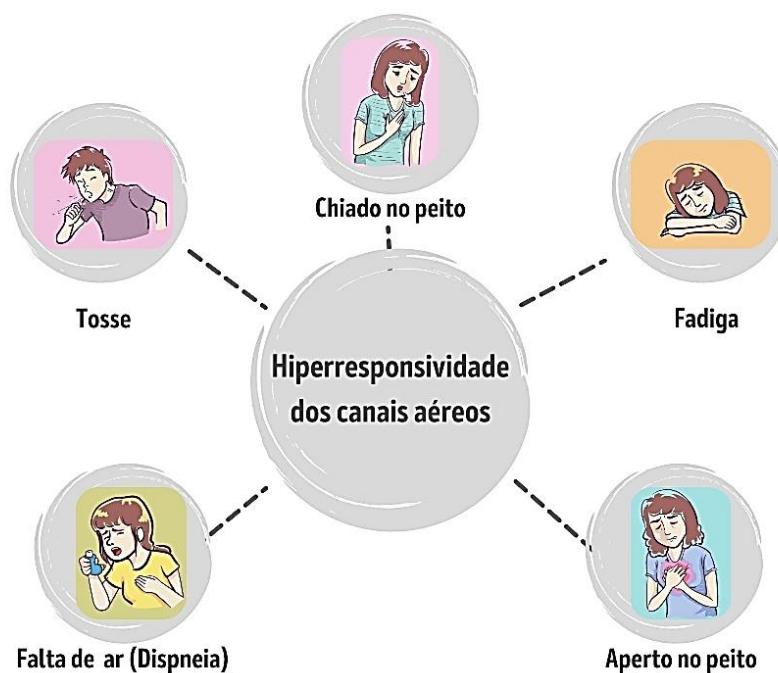 Chiado no peito
Tosse
Fadiga
Hiperresponsividade
dos canais aéreos
Falta de ar (Dispneia)
Aperto no peito